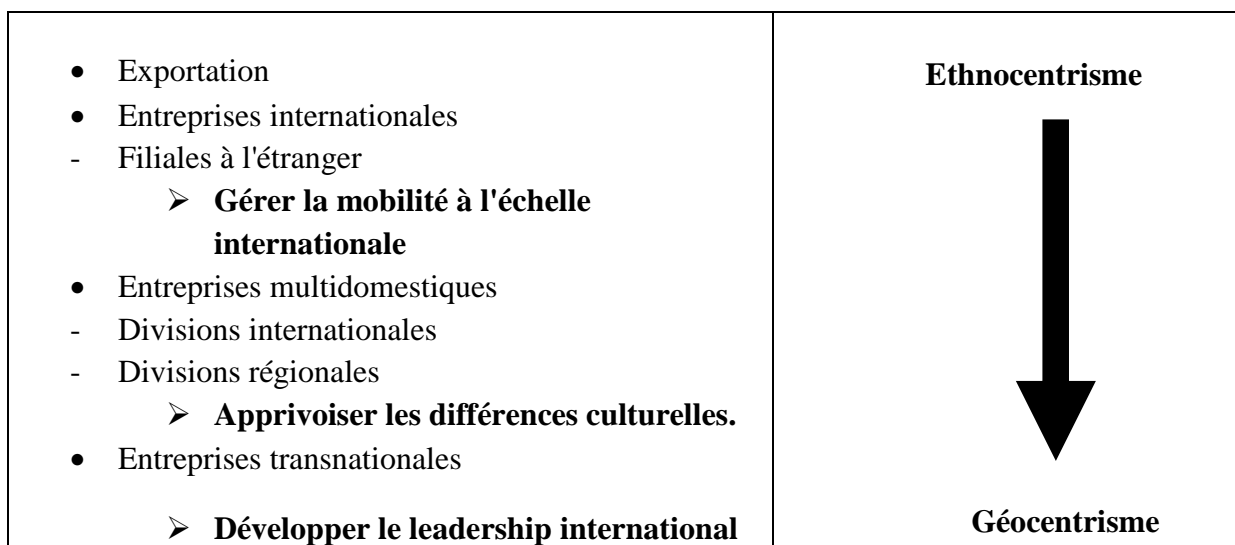 • Exportation
• Entreprises internationales
- Filiales à l'étranger
➢ Gérer la mobilité à l'échelle
internationale
• Entreprises multidomestiques
- Divisions internationales
- Divisions régionales
➢ Apprivoiser les différences culturelles.
• Entreprises transnationales
➢ Développer le leadership international
Ethnocentrisme
Géocentrisme